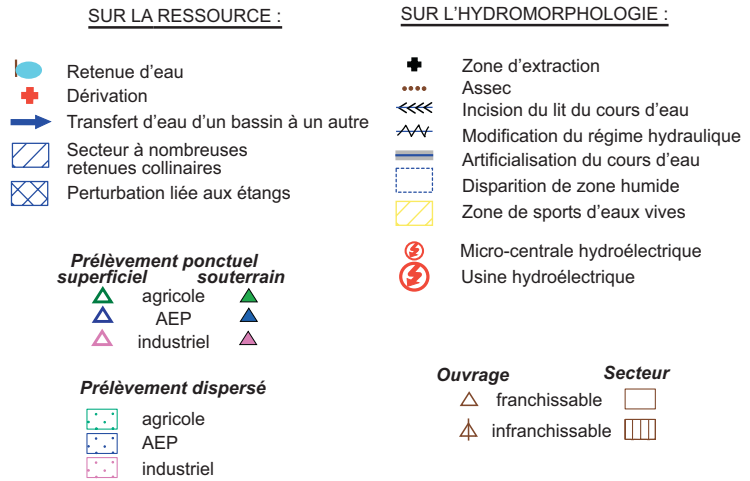 SUR LA RESSOURCE :
Retenue d'eau
Dérivation
Transfert d'eau d'un bassin à un autre
Secteur à nombreuses
retenues collinaires
Perturbation liée aux étangs
Prélèvement ponctuel
superficiel souterrain
agricole
AEP
industriel
Prélèvement dispersé
agricole
AEP
industriel
SUR L'HYDROMORPHOLOGIE :
Zone d'extraction
Assec
Incision du lit du cours d'eau
Modification du régime hydraulique
Artificialisation du cours d'eau
Disparition de zone humide
Zone de sports d'eaux vives
Micro-centrale hydroélectrique
Usine hydroélectrique
Ouvrage Secteur
franchissable
infranchissable